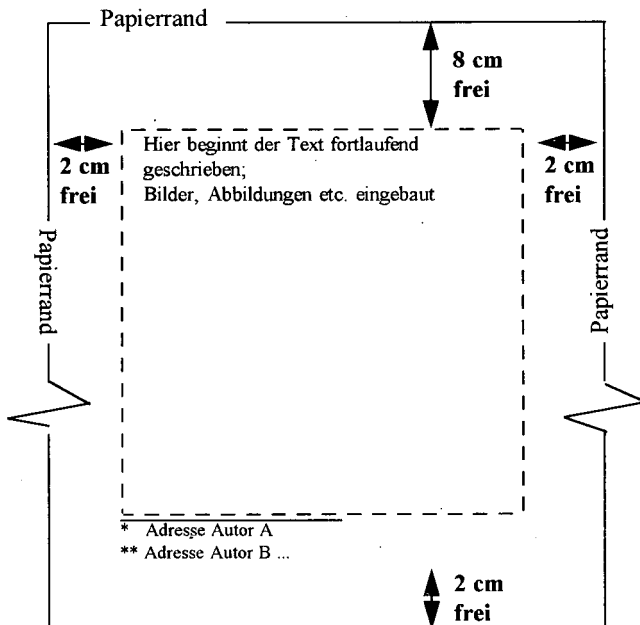 Papierrand
8 cm
frei
Hier beginnt der Text fortlaufend
geschrieben;
Bilder, Abbildungen etc. eingebaut
2 cm
frei
2 cm
frei
Papierrand
Papierrand
* Adresse Autor A
** Adresse Autor B ...
2 cm
frei